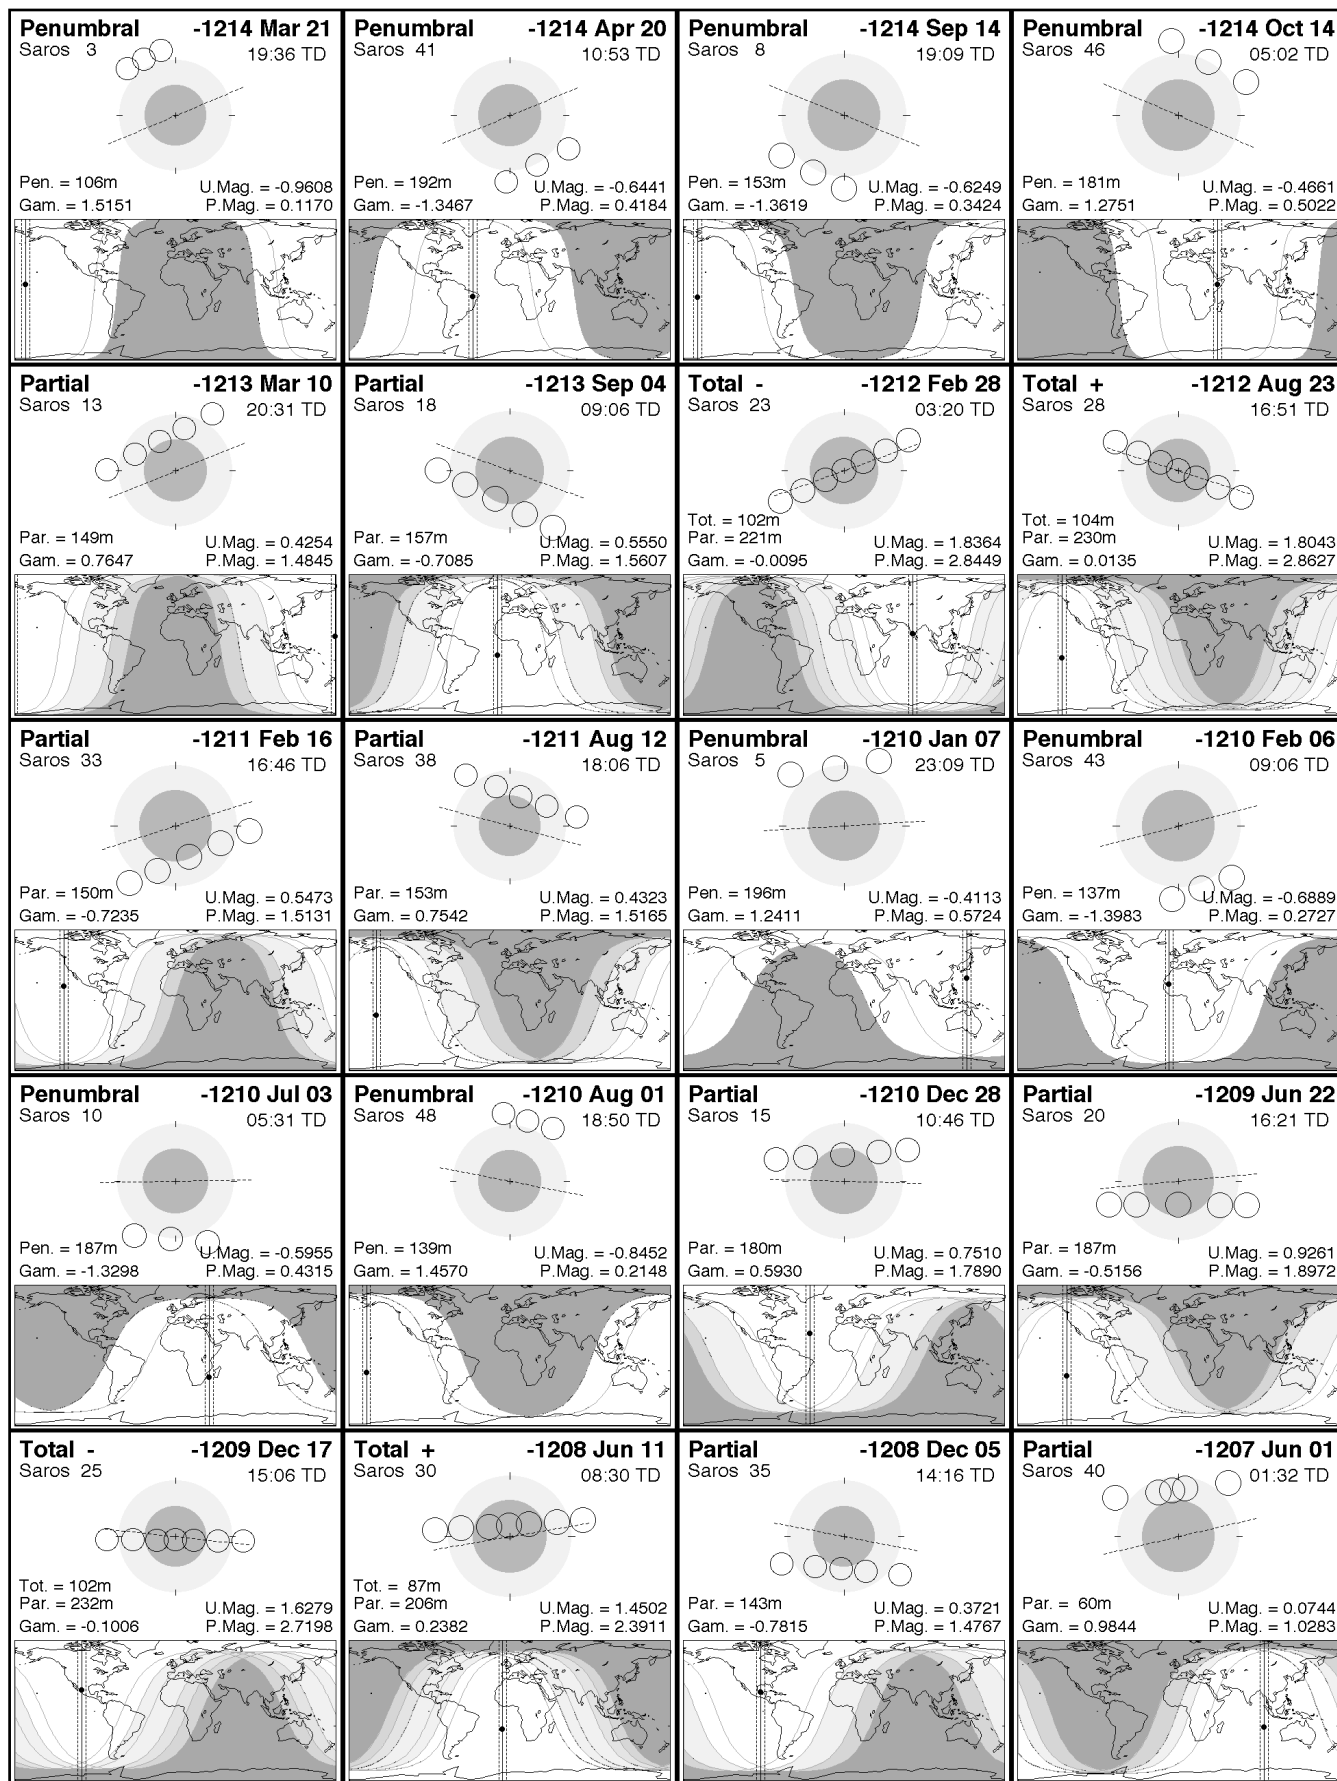 Penumbral -1214 Mar 21
Saros 3 19:36 TD
Pen. = 106m U.Mag. = -0.9608
Gam. = 1.5151 P.Mag. = 0.1170
Penumbral -1214 Apr 20
Saros 41 10:53 TD
Pen. = 192m U.Mag. = -0.6441
Gam. = -1.3467 P.Mag. = 0.4184
Penumbral -1214 Sep 14
Saros 8 19:09 TD
Pen. = 153m U.Mag. = -0.6249
Gam. = -1.3619 P.Mag. = 0.3424
Penumbral -1214 Oct 14
Saros 46 05:02 TD
Pen. = 181m U.Mag. = -0.4661
Gam. = 1.2751 P.Mag. = 0.5022
Partial -1213 Mar 10
Saros 13 20:31 TD
Par. = 149m U.Mag. = 0.4254
Gam. = 0.7647 P.Mag. = 1.4845
Partial -1213 Sep 04
Saros 18 09:06 TD
Par. = 157m U.Mag. = 0.5550
Gam. = -0.7085 P.Mag. = 1.5607
Total - -1212 Feb 28
Saros 23 03:20 TD
Tot. = 102m
Par. = 221m U.Mag. = 1.8364
Gam. = -0.0095 P.Mag. = 2.8449
Total + -1212 Aug 23
Saros 28 16:51 TD
Tot. = 104m
Par. = 230m U.Mag. = 1.8043
Gam. = 0.0135 P.Mag. = 2.8627
Partial -1211 Feb 16
Saros 33 16:46 TD
Par. = 150m U.Mag. = 0.5473
Gam. = -0.7235 P.Mag. = 1.5131
Partial -1211 Aug 12
Saros 38 18:06 TD
Par. = 153m U.Mag. = 0.4323
Gam. = 0.7542 P.Mag. = 1.5165
Penumbral -1210 Jan 07
Saros 5 23:09 TD
Pen. = 196m U.Mag. = -0.4113
Gam. = 1.2411 P.Mag. = 0.5724
Penumbral -1210 Feb 06
Saros 43 09:06 TD
Pen. = 137m U.Mag. = -0.6889
Gam. = -1.3983 P.Mag. = 0.2727
Penumbral -1210 Jul 03
Saros 10 05:31 TD
Pen. = 187m U.Mag. = -0.5955
Gam. = -1.3298 P.Mag. = 0.4315
Penumbral -1210 Aug 01
Saros 48 18:50 TD
Pen. = 139m U.Mag. = -0.8452
Gam. = 1.4570 P.Mag. = 0.2148
Partial -1210 Dec 28
Saros 15 10:46 TD
Par. = 180m U.Mag. = 0.7510
Gam. = 0.5930 P.Mag. = 1.7890
Partial -1209 Jun 22
Saros 20 16:21 TD
Par. = 187m U.Mag. = 0.9261
Gam. = -0.5156 P.Mag. = 1.8972
Total - -1209 Dec 17
Saros 25 15:06 TD
Tot. = 102m
Par. = 232m U.Mag. = 1.6279
Gam. = -0.1006 P.Mag. = 2.7198
Total + -1208 Jun 11
Saros 30 08:30 TD
Tot. = 87m
Par. = 206m U.Mag. = 1.4502
Gam. = 0.2382 P.Mag. = 2.3911
Partial -1208 Dec 05
Saros 35 14:16 TD
Par. = 143m U.Mag. = 0.3721
Gam. = -0.7815 P.Mag. = 1.4767
Partial -1207 Jun 01
Saros 40 01:32 TD
Par. = 60m U.Mag. = 0.0744
Gam. = 0.9844 P.Mag. = 1.0283